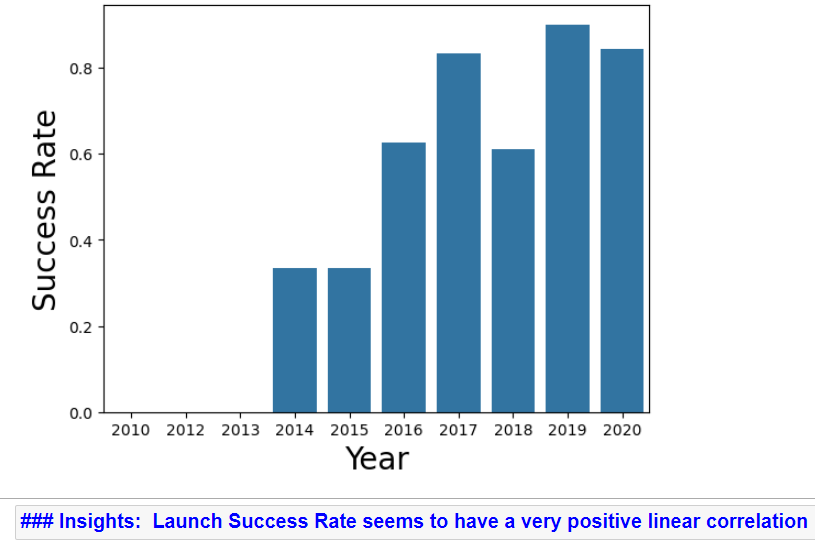 0.8
0.6
0.4
0.2
0.0
Success Rate
2010 2012 2013 2014 2015 2016 2017 2018 2019 2020
Year
### Insights:  Launch Success Rate seems to have a very positive linear correlation